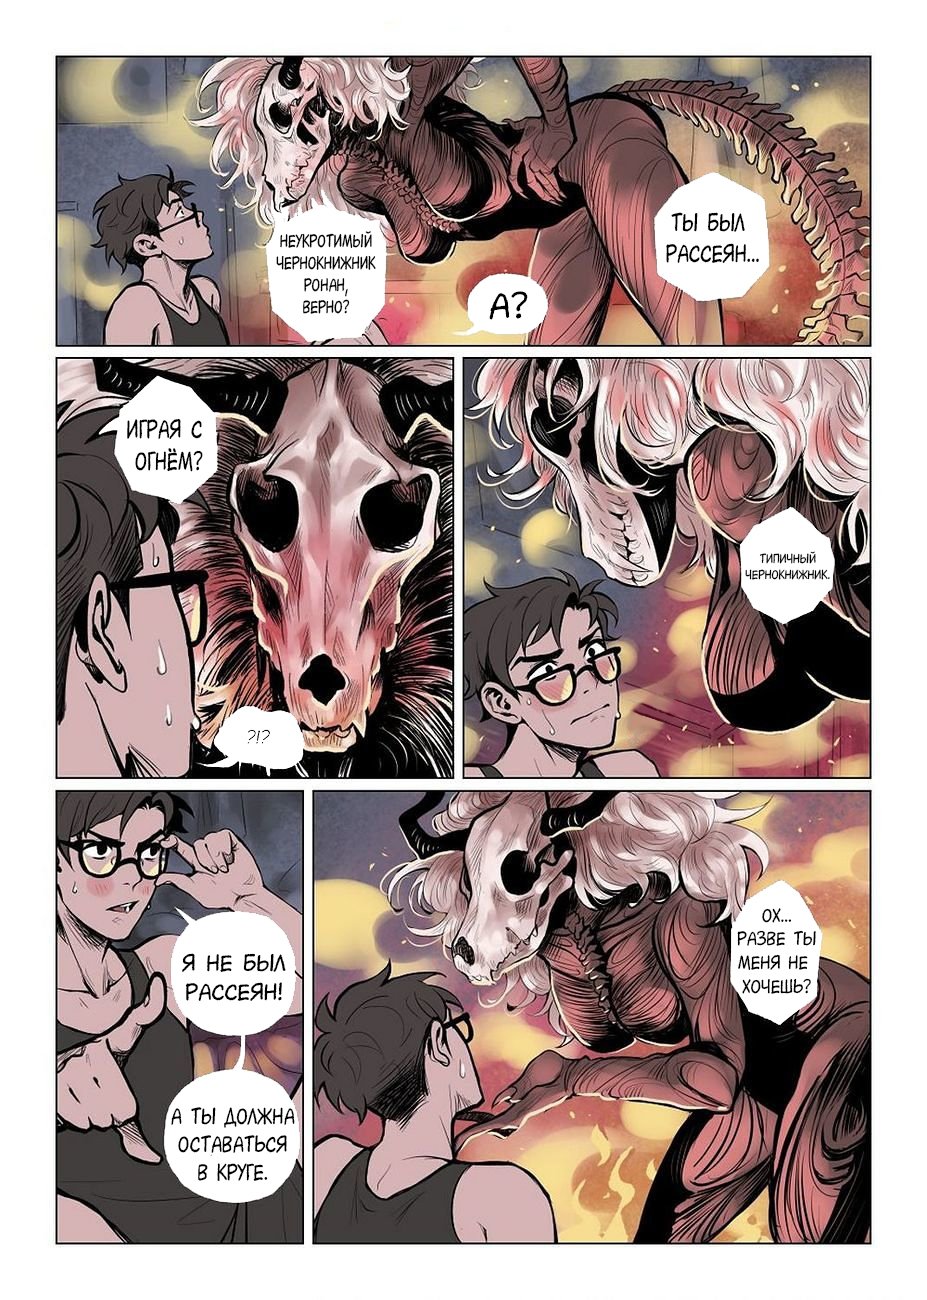 НЕУКРОТИМЫЙ
ЧЕРНОКНИЖНИК
РОНАН,
ВЕРНО?
А?
ТЫ БЫЛ
РАССЕЯН...
ИГРАЯ С
ОГНЁМ?
?!?
ТИПИЧНЫЙ
ЧЕРНОКНИЖНИК.
Я НЕ БЫЛ
РАССЕЯН!
А ТЫ ДОЛЖНА
ОСТАВАТЬСЯ
В КРУГЕ.
ОХ...
РАЗВЕ ТЫ
МЕНЯ НЕ
ХОЧЕШЬ?